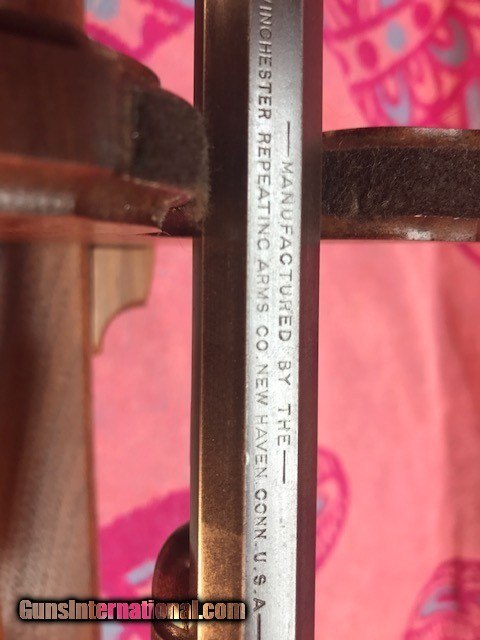 —MANUFACTURED BY THE—
WINCHESTER REPEATING ARMS CO. NEW HAVEN. CONN. U.S.A—
GunsInternational.com